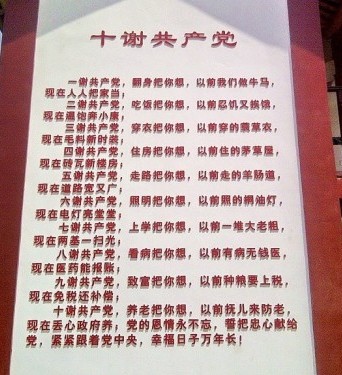 十谢共产党
一谢共产党，翻身把你想，以前我们做牛马，
现在人人把家当；
二谢共产党，吃饭把你想，以前忍饥又挨饿，
现在温饱奔小康；
三谢共产党，穿衣把你想，以前穿的蓑草衣，
现在毛料新时装；
四谢共产党，住房把你想，以前住的茅草屋，
现在砖瓦新楼房；
五谢共产党，走路把你想，以前走的羊肠道，
现在道路宽又广；
六谢共产党，照明把你想，以前照的桐油灯，
现在电灯亮堂堂；
七谢共产党，上学把你想，以前一堆大老粗，
现在两基一扫光；
八谢共产党，看病把你想，以前有病无钱医，
现在医药能报账；
九谢共产党，致富把你想，以前种粮要上税，
现在免税还补偿；
十谢共产党，养老把你想，以前抚儿来防老，
现在丢心政府养；党的恩情永不忘，誓把忠心献给
党，紧紧跟着党中央，幸福日子万年长！